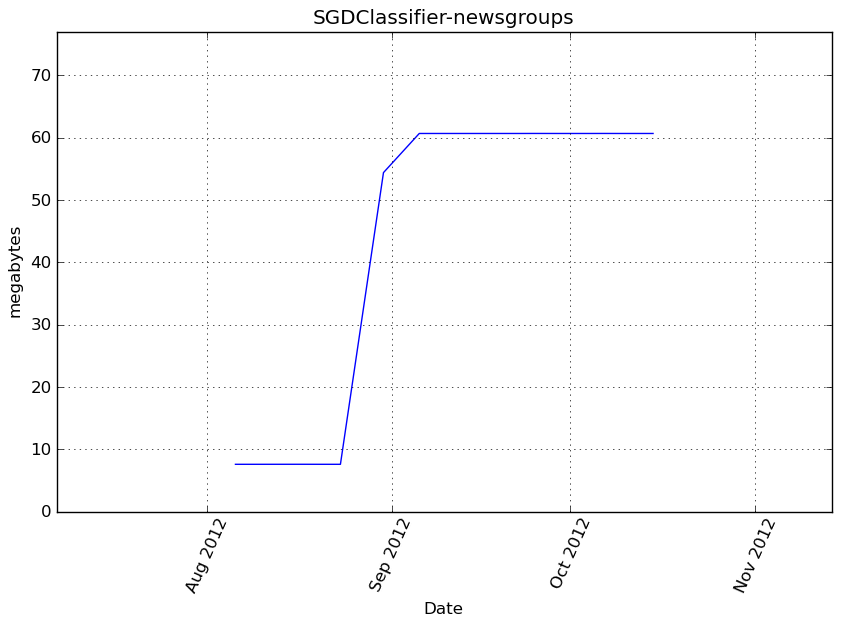 SGDClassifier-newsgroups
70
60
50
40
30
20
10
0
megabytes
Aug 2012
Sep 2012
Oct 2012
Nov 2012
Date